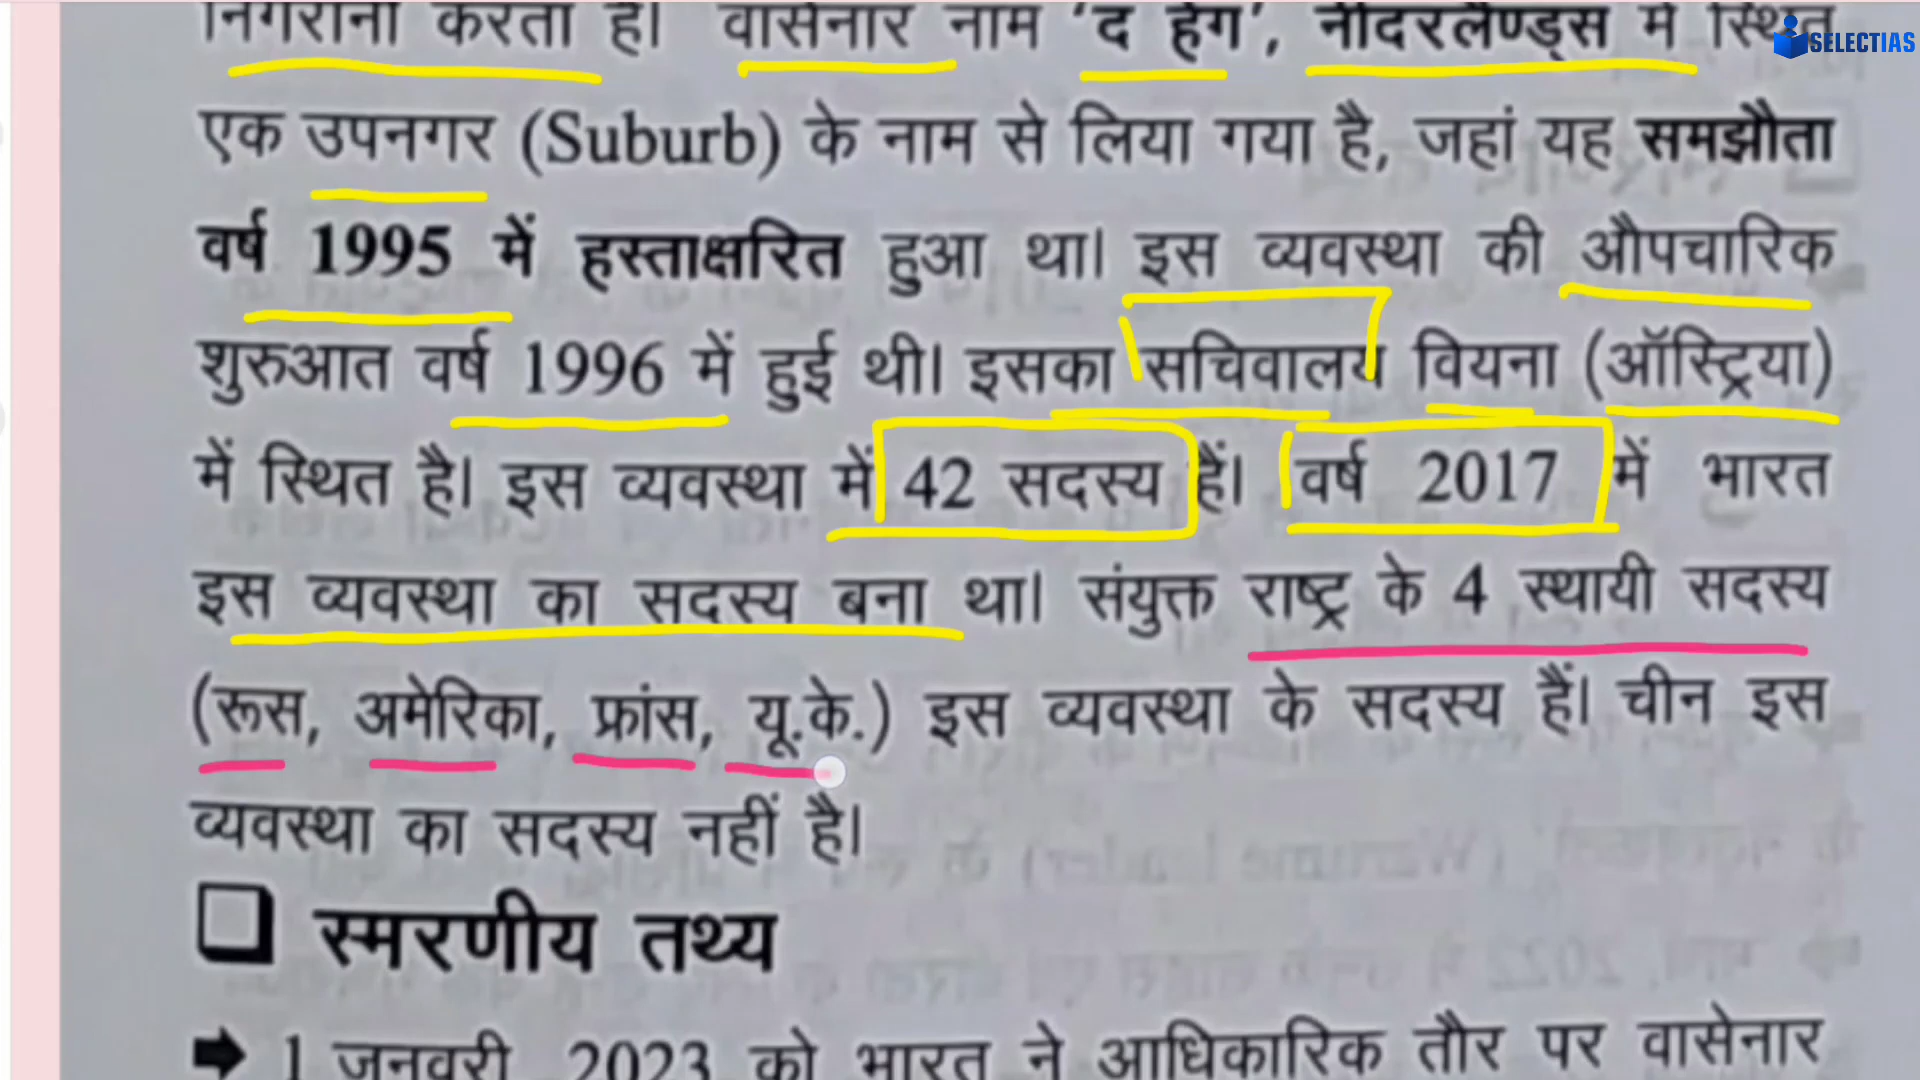 निगरानी करता है। वासेनार नाम ‘द हेग’, नीदरलैण्ड्स में स्थित
SELECTIAS
एक उपनगर (Suburb) के नाम से लिया गया है, जहां यह समझौता
वर्ष 1995 में हस्ताक्षरित हुआ था। इस व्यवस्था की औपचारिक
शुरुआत वर्ष 1996 में हुई थी। इसका सचिवालय वियना (ऑस्ट्रिया)
में स्थित है। इस व्यवस्था में 42 सदस्य हैं। वर्ष 2017 में भारत
इस व्यवस्था का सदस्य बना था। संयुक्त राष्ट्र के 4 स्थायी सदस्य
(रूस, अमेरिका, फ्रांस, यू.के.) इस व्यवस्था के सदस्य हैं। चीन इस
व्यवस्था का सदस्य नहीं है।
स्मरणीय तथ्य
1 जनवरी 2023 को भारत ने आधिकारिक तौर पर वासेनार